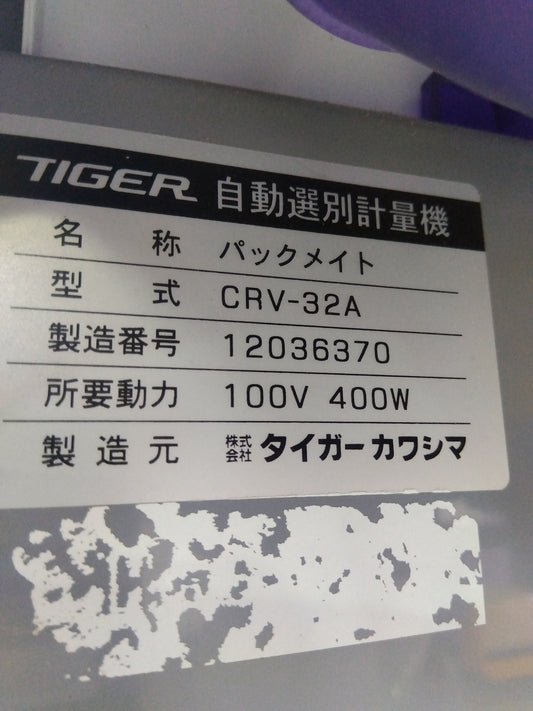 TIGER 自動選別計量機
名称 パックメイト
型式 CRV-32A
製造番号 12036370
所要動力 100V 400W
製造元 株式会社 タイガーカワシマ